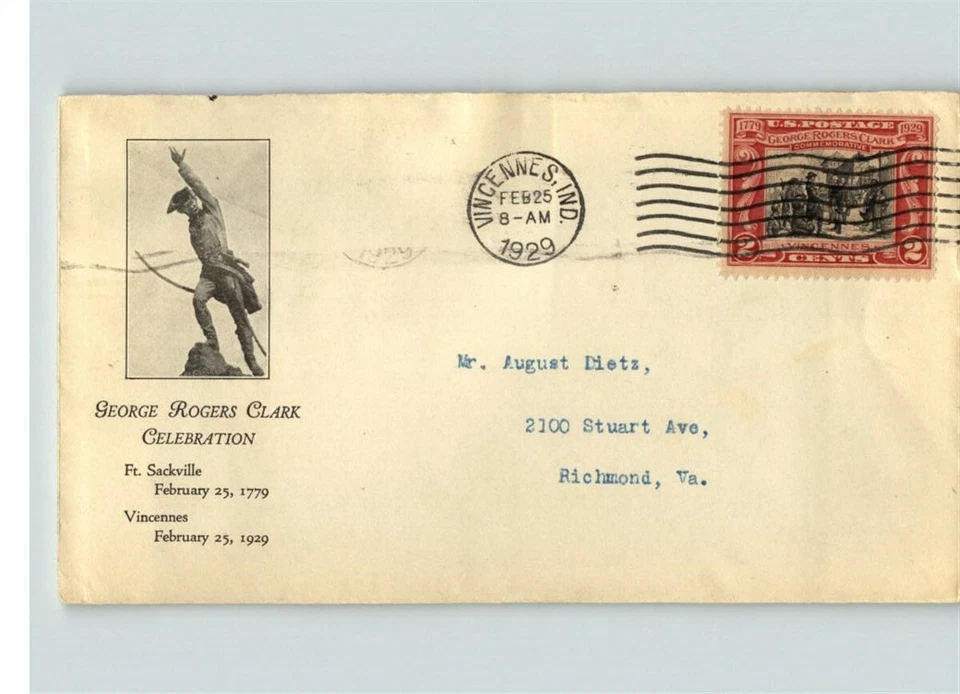 GEORGE ROGERS CLARK
CELEBRATION
Ft. Sackville
February 25, 1779
Vincennes
February 25, 1929
VINCENNES, IND.
FEB 25
8-AM
1929
1929
1779 U.S. POSTAGE 1929
GEORGE ROGERS CLARK
COMMEMORATIVE
VINCENNES
2 CENTS 2
Mr. August Dietz,
2100 Stuart Ave,
Richmond, Va.